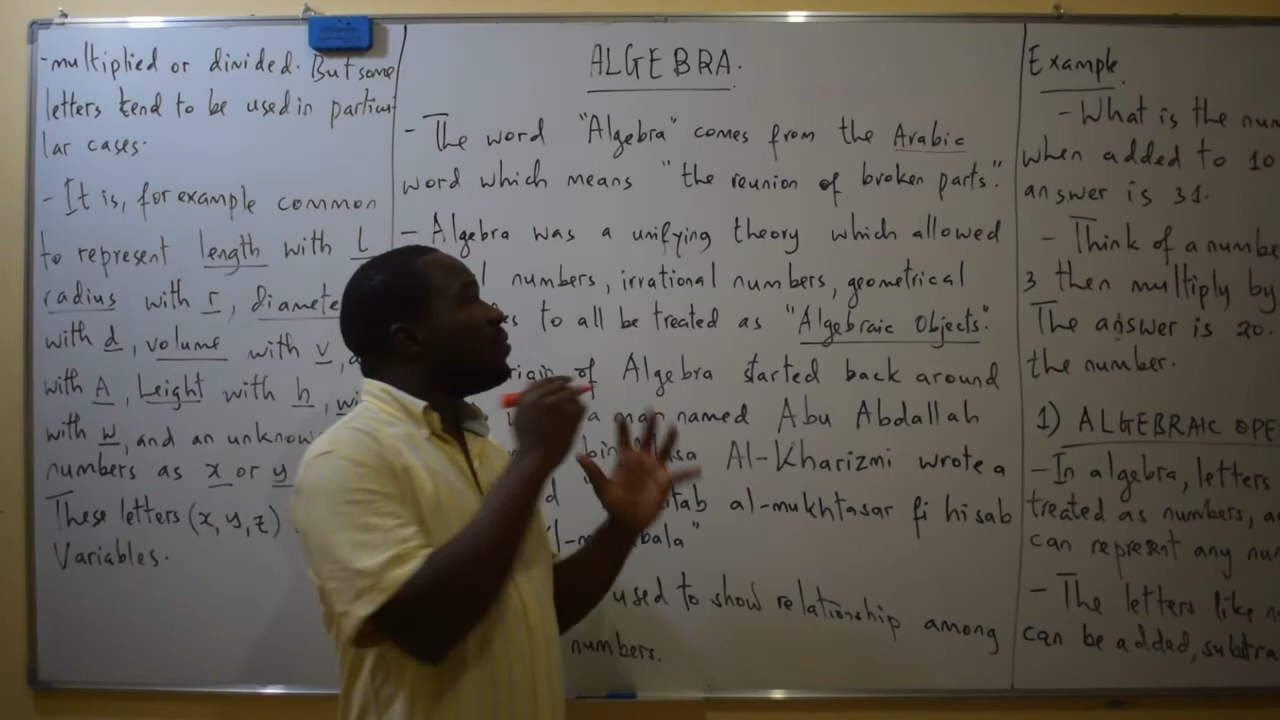 -multiplied or divided. But some
letters tend to be used in particu
lar cases.
- It is, for example common
to represent length with L
radius with r, diamete
with d, volume with v, a
with A, Leight with h, wi
with w, and an unknow
numbers as x or y
These letters (x, y, z)
Variables.
ALGEBRA.
- The word "Algebra" comes from the Arabic
word which means "the reunion of broken parts."
- Algebra was a unifying theory which allowed
l numbers, irrational numbers, geometrical
es to all be treated as "Algebraic Objects".
of Algebra started back around
a man named Abu Abdallah
bin Musa Al-Kharizmi wrote a
al-mukhtasar fi hisab
used to show relationship among
numbers.
Example
- What is the num
when added to 10
answer is 31.
- Think of a numbe
3 then multiply by
The answer is 20.
the number.
1) ALGEBRAIC OPE
- In algebra, letters
treated as numbers, a
can represent any nu
- The letters like n
can be added, subtra